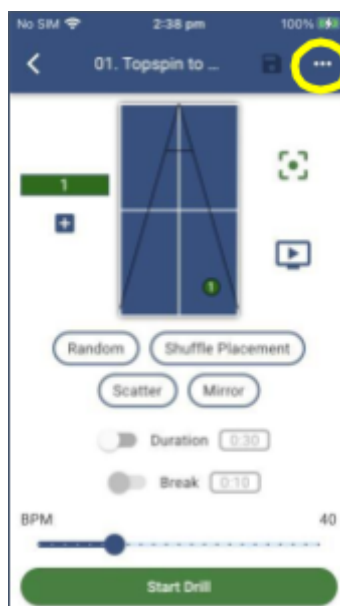 No SIM 2:38 pm 100%
01. Topspin to ...
1
1
Random Shuffle Placement
Scatter Mirror
Duration 0:30
Break 0:10
BPM 40
Start Drill